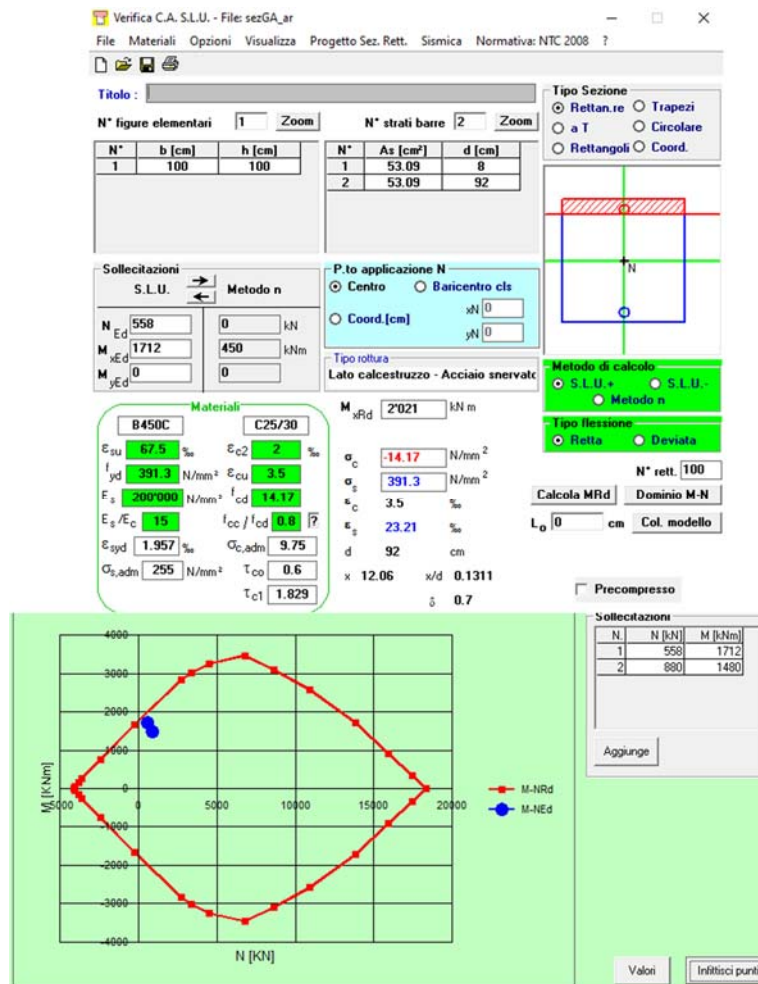 Verifica C.A. S.L.U. - File: sezGA_ar
File Materiali Opzioni Visualizza Progetto Sez. Rett. Sismica Normativa: NTC 2008 ?
Titolo :
N° figure elementari 1 Zoom
N° strati barre 2 Zoom
N° b [cm] h [cm]
1 100 100
N° As [cm²] d [cm]
1 53.09 8
2 53.09 92
Tipo Sezione
Rettan.re Trapezi
a T Circolare
Rettangoli Coord.
N
Sollecitazioni
S.L.U. Metodo n
N Ed 558 0 kN
M xEd 1712 450 kNm
M yEd 0 0
P.to applicazione N
Centro Baricentro cls
Coord.[cm] xN 0
yN 0
Tipo rottura
Lato calcestruzzo - Acciaio snervato
Metodo di calcolo
S.L.U.+ S.L.U.-
Metodo n
Tipo flessione
Retta Deviata
Materiali
B450C C25/30
εsu 67.5 ‰ εc2 2 ‰
fyd 391.3 N/mm² εcu 3.5
Es 200'000 N/mm² fcd 14.17
Es/Ec 15 fcc / fcd 0.8 ?
εsyd 1.957 ‰ σc,adm 9.75
σs,adm 255 N/mm² τco 0.6
τc1 1.829
M xRd 2'021 kN m
σc -14.17 N/mm²
σs 391.3 N/mm²
εc 3.5 ‰
εs 23.21 ‰
d 92 cm
x 12.06 x/d 0.1311
δ 0.7
N° rett. 100
Calcola MRd Dominio M-N
Lo 0 cm Col. modello
Precompresso
4000
3000
2000
1000
0
-1000
-2000
-3000
-4000
M [KNm]
-5000 0 5000 10000 15000 20000
N [KN]
M-NRd
M-NEd
Sollecitazioni
N. N [kN] M [kNm]
1 558 1712
2 880 1480
Aggiunge
Valori Infittisci punti